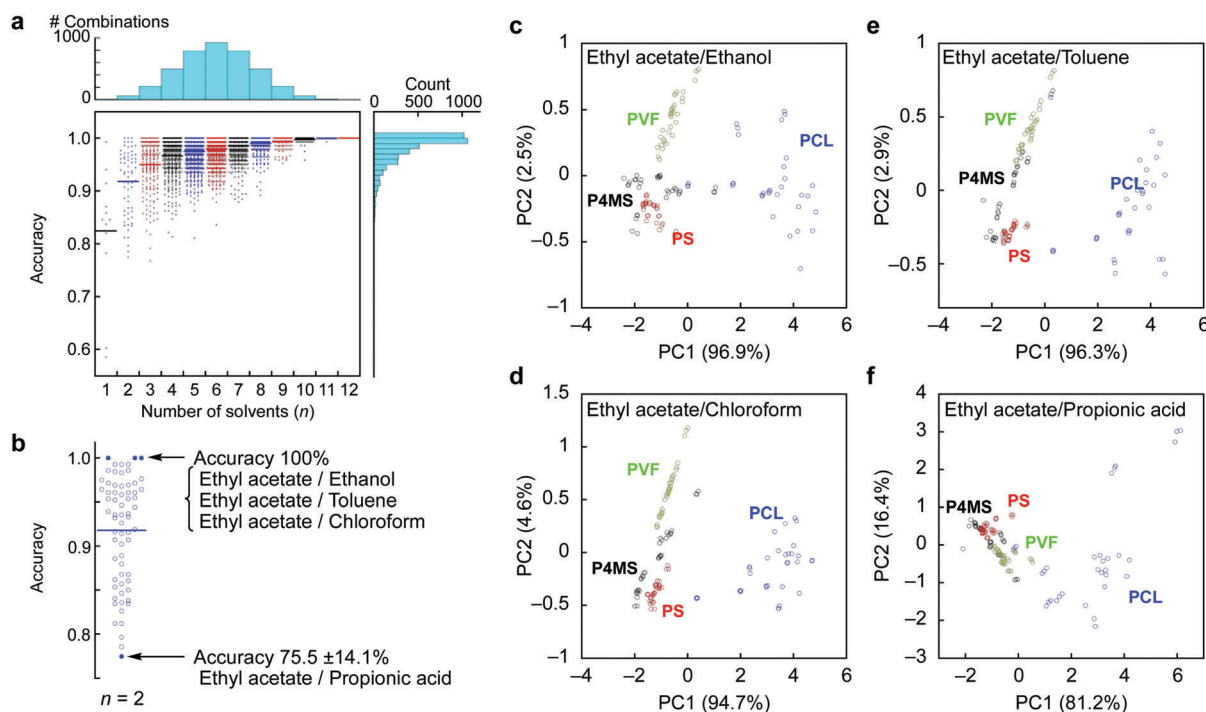 a
# Combinations
1000
0
Count
0 500 1000
1.0
0.9
0.8
0.7
0.6
Accuracy
1 2 3 4 5 6 7 8 9 10 11 12
Number of solvents (n)
b
1.0
0.9
0.8
Accuracy
Accuracy 100%
Ethyl acetate / Ethanol
Ethyl acetate / Toluene
Ethyl acetate / Chloroform
Accuracy 75.5 ±14.1%
Ethyl acetate / Propionic acid
n = 2
c
Ethyl acetate/Ethanol
PVF
PCL
P4MS
PS
1
0.5
0
–0.5
–1
PC2 (2.5%)
–4 –2 0 2 4 6
PC1 (96.9%)
d
Ethyl acetate/Chloroform
PVF
PCL
P4MS
PS
1.5
1
0.5
0
–0.5
–1
PC2 (4.6%)
–4 –2 0 2 4 6
PC1 (94.7%)
e
Ethyl acetate/Toluene
PVF
P4MS
PCL
PS
1
0.5
0
–0.5
PC2 (2.9%)
–4 –2 0 2 4 6
PC1 (96.3%)
f
Ethyl acetate/Propionic acid
P4MS
PS
PVF
PCL
4
3
2
1
0
–1
–2
–3
PC2 (16.4%)
–2 0 2 4 6
PC1 (81.2%)